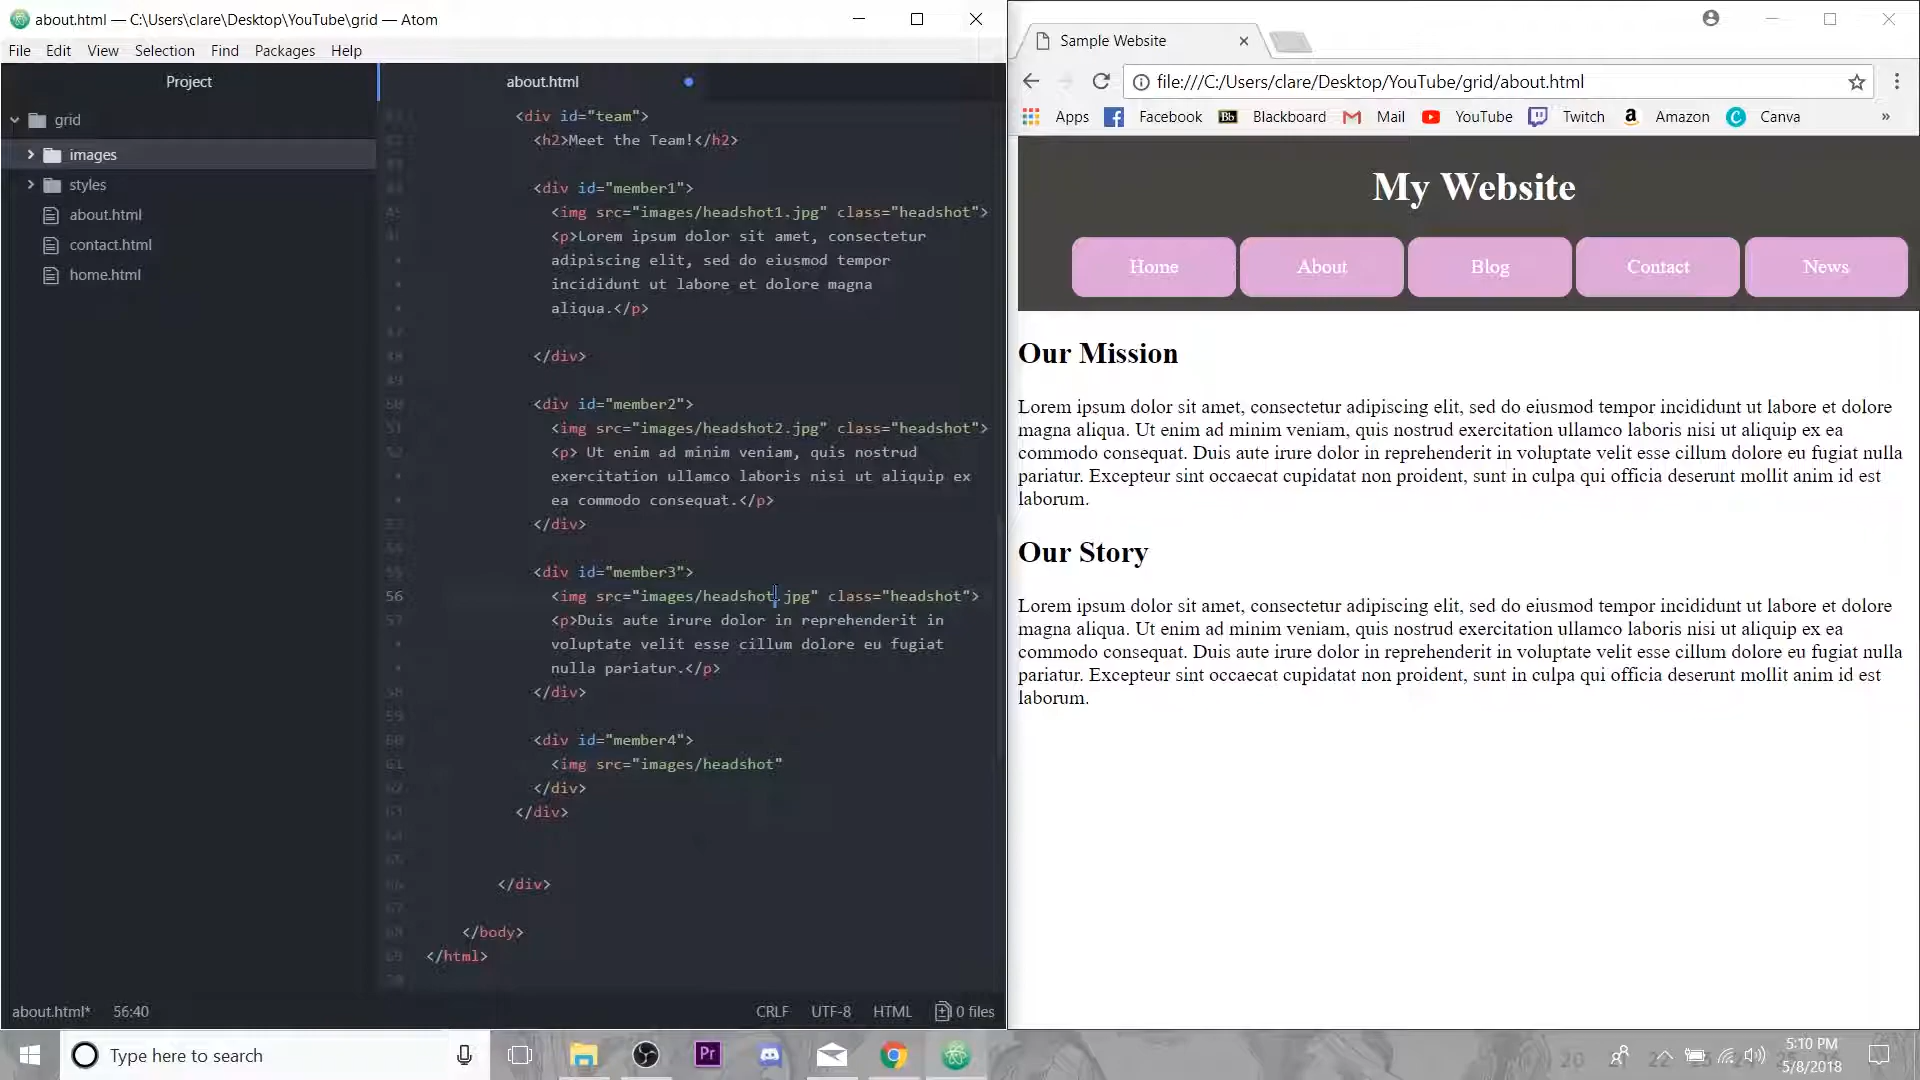 about.html — C:\Users\clare\Desktop\YouTube\grid — Atom
File Edit View Selection Find Packages Help
Project
grid
images
styles
about.html
contact.html
home.html
about.html
<div id="team">
<h2>Meet the Team!</h2>
<div id="member1">
<img src="images/headshot1.jpg" class="headshot">
<p>Lorem ipsum dolor sit amet, consectetur
adipiscing elit, sed do eiusmod tempor
incididunt ut labore et dolore magna
aliqua.</p>
</div>
<div id="member2">
<img src="images/headshot2.jpg" class="headshot">
<p> Ut enim ad minim veniam, quis nostrud
exercitation ullamco laboris nisi ut aliquip ex
ea commodo consequat.</p>
</div>
<div id="member3">
56 <img src="images/headshot.jpg" class="headshot">
57 <p>Duis aute irure dolor in reprehenderit in
voluptate velit esse cillum dolore eu fugiat
nulla pariatur.</p>
58 </div>
59
60 <div id="member4">
61 <img src="images/headshot"
62 </div>
63 </div>
</div>
</body>
</html>
about.html* 56:40
CRLF UTF-8 HTML 0 files
Sample Website
file:///C:/Users/clare/Desktop/YouTube/grid/about.html
Apps Facebook Bb Blackboard Mail YouTube Twitch Amazon Canva »
My Website
Home About Blog Contact News
Our Mission
Lorem ipsum dolor sit amet, consectetur adipiscing elit, sed do eiusmod tempor incididunt ut labore et dolore
magna aliqua. Ut enim ad minim veniam, quis nostrud exercitation ullamco laboris nisi ut aliquip ex ea
commodo consequat. Duis aute irure dolor in reprehenderit in voluptate velit esse cillum dolore eu fugiat nulla
pariatur. Excepteur sint occaecat cupidatat non proident, sunt in culpa qui officia deserunt mollit anim id est
laborum.
Our Story
Lorem ipsum dolor sit amet, consectetur adipiscing elit, sed do eiusmod tempor incididunt ut labore et dolore
magna aliqua. Ut enim ad minim veniam, quis nostrud exercitation ullamco laboris nisi ut aliquip ex ea
commodo consequat. Duis aute irure dolor in reprehenderit in voluptate velit esse cillum dolore eu fugiat nulla
pariatur. Excepteur sint occaecat cupidatat non proident, sunt in culpa qui officia deserunt mollit anim id est
laborum.
Type here to search
Pr
5:10 PM
5/8/2018